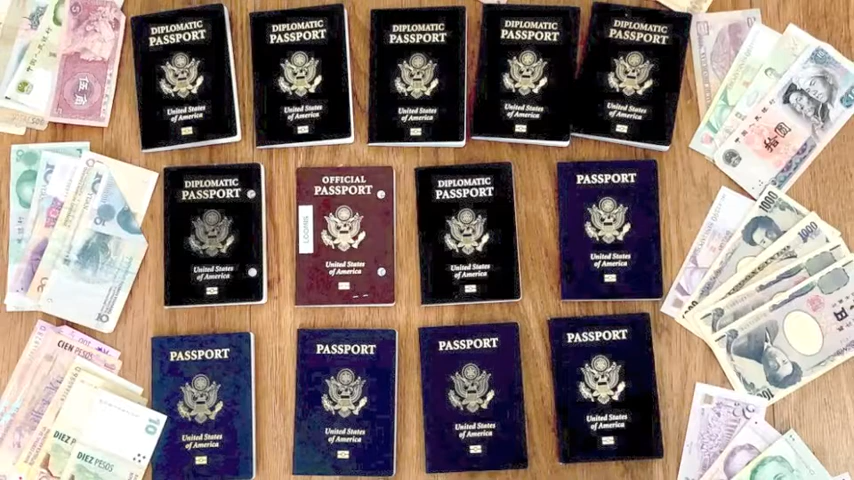 DIPLOMATIC
PASSPORT
United States
of America
DIPLOMATIC
PASSPORT
United States
of America
DIPLOMATIC
PASSPORT
United States
of America
DIPLOMATIC
PASSPORT
United States
of America
DIPLOMATIC
PASSPORT
United States
of America
DIPLOMATIC
PASSPORT
United States
of America
OFFICIAL
PASSPORT
United States
of America
DIPLOMATIC
PASSPORT
United States
of America
PASSPORT
United States
of America
PASSPORT
United States
of America
PASSPORT
United States
of America
PASSPORT
United States
of America
PASSPORT
United States
of America
伍角
拾圆
1000
1000
CIEN PESOS
10
DIEZ PESOS